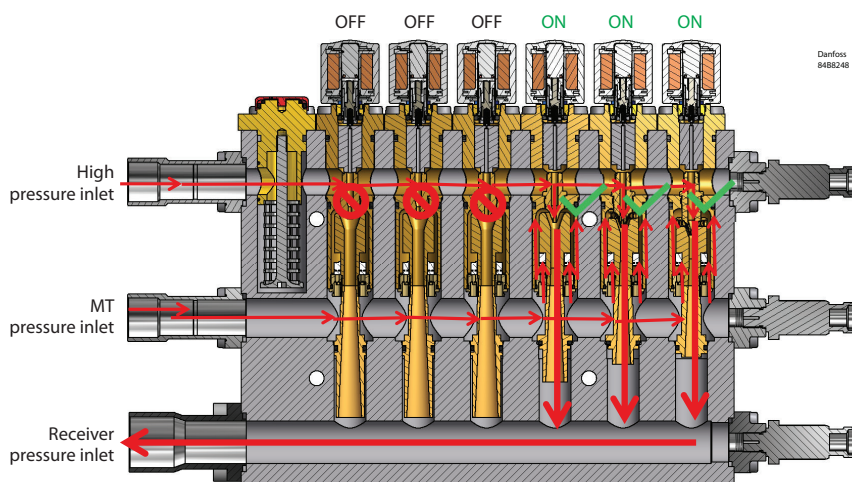 OFF OFF OFF ON ON ON
Danfoss
84B8248
High
pressure inlet
MT
pressure inlet
Receiver
pressure inlet